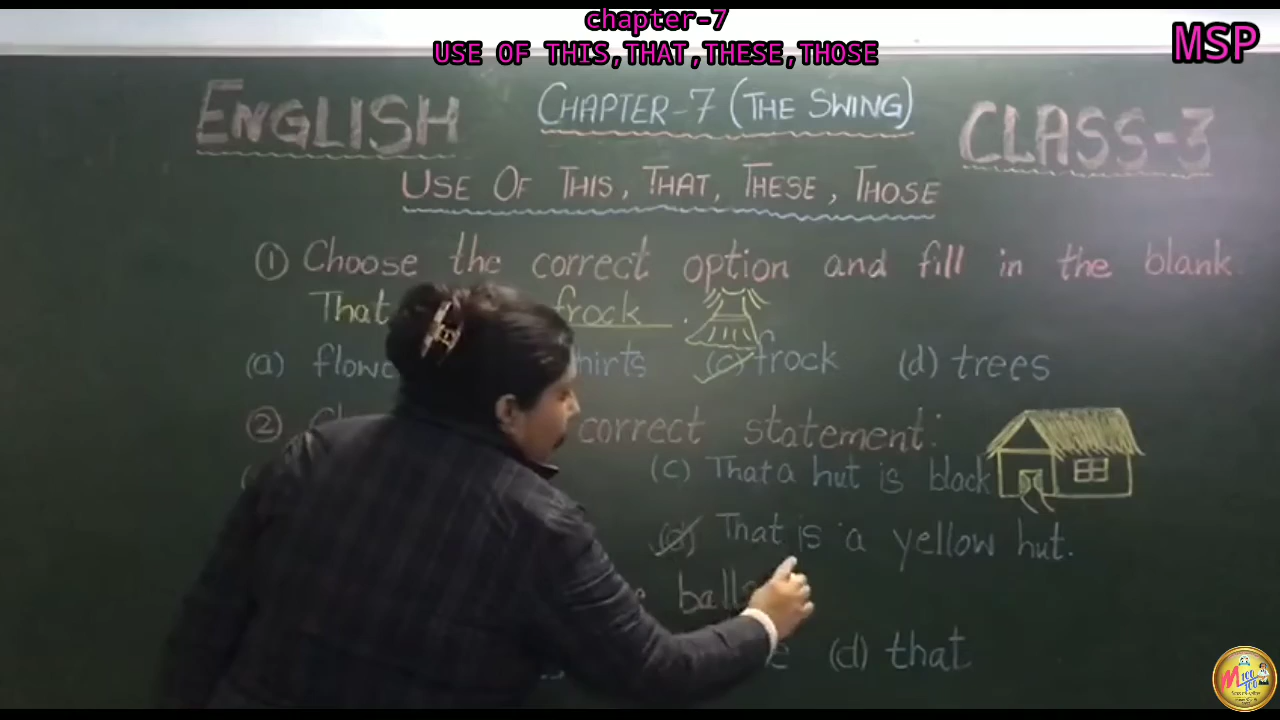 chapter-7
USE OF THIS,THAT,THESE,THOSE
MSP
ENGLISH
CHAPTER-7 (THE SWING)
CLASS-3
USE OF THIS, THAT, THESE, THOSE
① Choose the correct option and fill in the blank.
That frock .
(a) (c) frock (d) trees
② correct statement:
(c) That a hut is black
(d) That is a yellow hut.
balls
(d) that